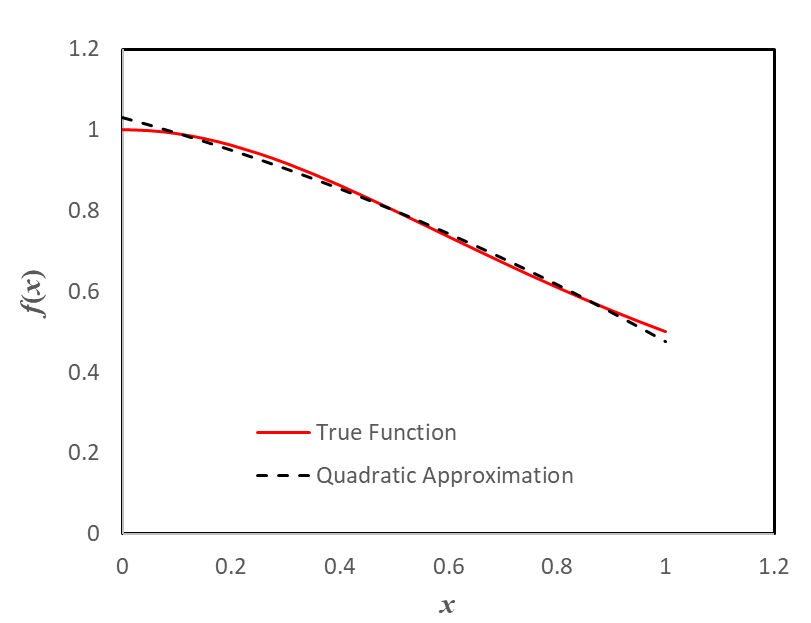 1.2
1
0.8
0.6
0.4
0.2
0
f(x)
True Function
Quadratic Approximation
0 0.2 0.4 0.6 0.8 1 1.2
x